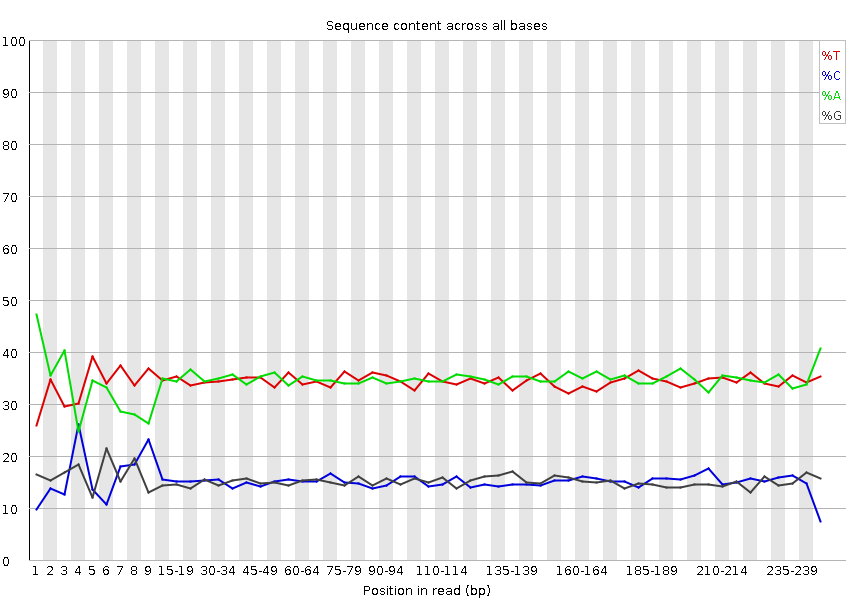 Sequence content across all bases
100
90
80
70
60
50
40
30
20
10
0
%T
%C
%A
%G
1 2 3 4 5 6 7 8 9 15-19 30-34 45-49 60-64 75-79 90-94 110-114 135-139 160-164 185-189 210-214 235-239
Position in read (bp)